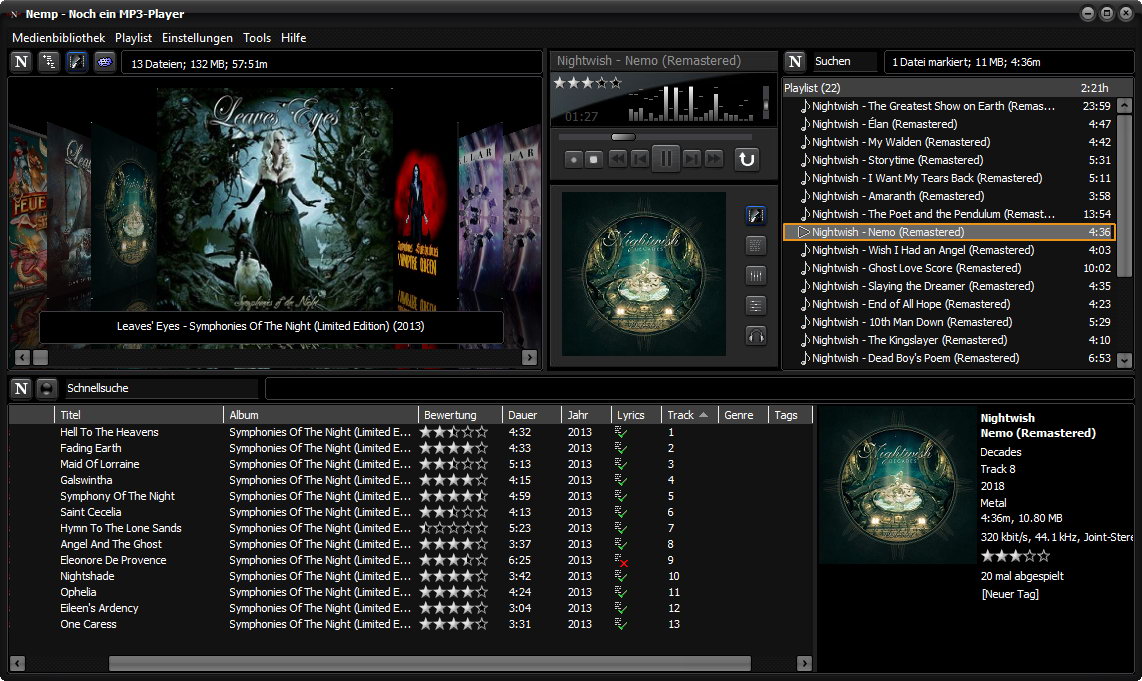 N Nemp - Noch ein MP3-Player
Medienbibliothek Playlist Einstellungen Tools Hilfe
N 13 Dateien; 132 MB; 57:51m
Leaves' Eyes
Symphonies of the Night
Leaves' Eyes - Symphonies Of The Night (Limited Edition) (2013)
Nightwish - Nemo (Remastered)
01:27
Nightwish
DECADES
N Suchen 1 Datei markiert; 11 MB; 4:36m
Playlist (22) 2:21h
Nightwish - The Greatest Show on Earth (Remas... 23:59
Nightwish - Élan (Remastered) 4:47
Nightwish - My Walden (Remastered) 4:42
Nightwish - Storytime (Remastered) 5:31
Nightwish - I Want My Tears Back (Remastered) 5:11
Nightwish - Amaranth (Remastered) 3:58
Nightwish - The Poet and the Pendulum (Remast... 13:54
Nightwish - Nemo (Remastered) 4:36
Nightwish - Wish I Had an Angel (Remastered) 4:03
Nightwish - Ghost Love Score (Remastered) 10:02
Nightwish - Slaying the Dreamer (Remastered) 4:35
Nightwish - End of All Hope (Remastered) 4:23
Nightwish - 10th Man Down (Remastered) 5:29
Nightwish - The Kingslayer (Remastered) 4:10
Nightwish - Dead Boy's Poem (Remastered) 6:53
N Schnellsuche
Titel Album Bewertung Dauer Jahr Lyrics Track Genre Tags
Hell To The Heavens Symphonies Of The Night (Limited E... 4:32 2013 1
Fading Earth Symphonies Of The Night (Limited E... 4:33 2013 2
Maid Of Lorraine Symphonies Of The Night (Limited E... 5:13 2013 3
Galswintha Symphonies Of The Night (Limited E... 4:15 2013 4
Symphony Of The Night Symphonies Of The Night (Limited E... 4:59 2013 5
Saint Cecelia Symphonies Of The Night (Limited E... 4:13 2013 6
Hymn To The Lone Sands Symphonies Of The Night (Limited E... 5:23 2013 7
Angel And The Ghost Symphonies Of The Night (Limited E... 3:37 2013 8
Eleonore De Provence Symphonies Of The Night (Limited E... 6:25 2013 9
Nightshade Symphonies Of The Night (Limited E... 3:42 2013 10
Ophelia Symphonies Of The Night (Limited E... 4:24 2013 11
Eileen's Ardency Symphonies Of The Night (Limited E... 3:04 2013 12
One Caress Symphonies Of The Night (Limited E... 3:31 2013 13
Nightwish
DECADES
Nightwish
Nemo (Remastered)
Decades
Track 8
2018
Metal
4:36m, 10.80 MB
320 kbit/s, 44.1 kHz, Joint-Stere
20 mal abgespielt
[Neuer Tag]